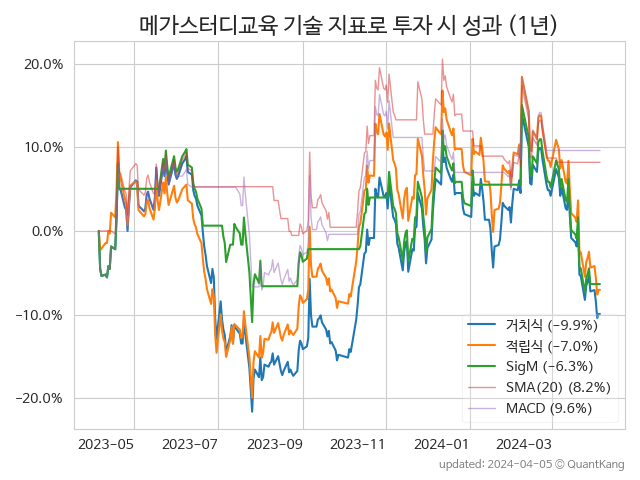 메가스터디교육 기술 지표로 투자 시 성과 (1년)
20.0%
10.0%
0.0%
−10.0%
−20.0%
거치식 (−9.9%)
적립식 (−7.0%)
SigM (−6.3%)
SMA(20) (8.2%)
MACD (9.6%)
2023−05 2023−07 2023−09 2023−11 2024−01 2024−03
updated: 2024−04−05 © QuantKang